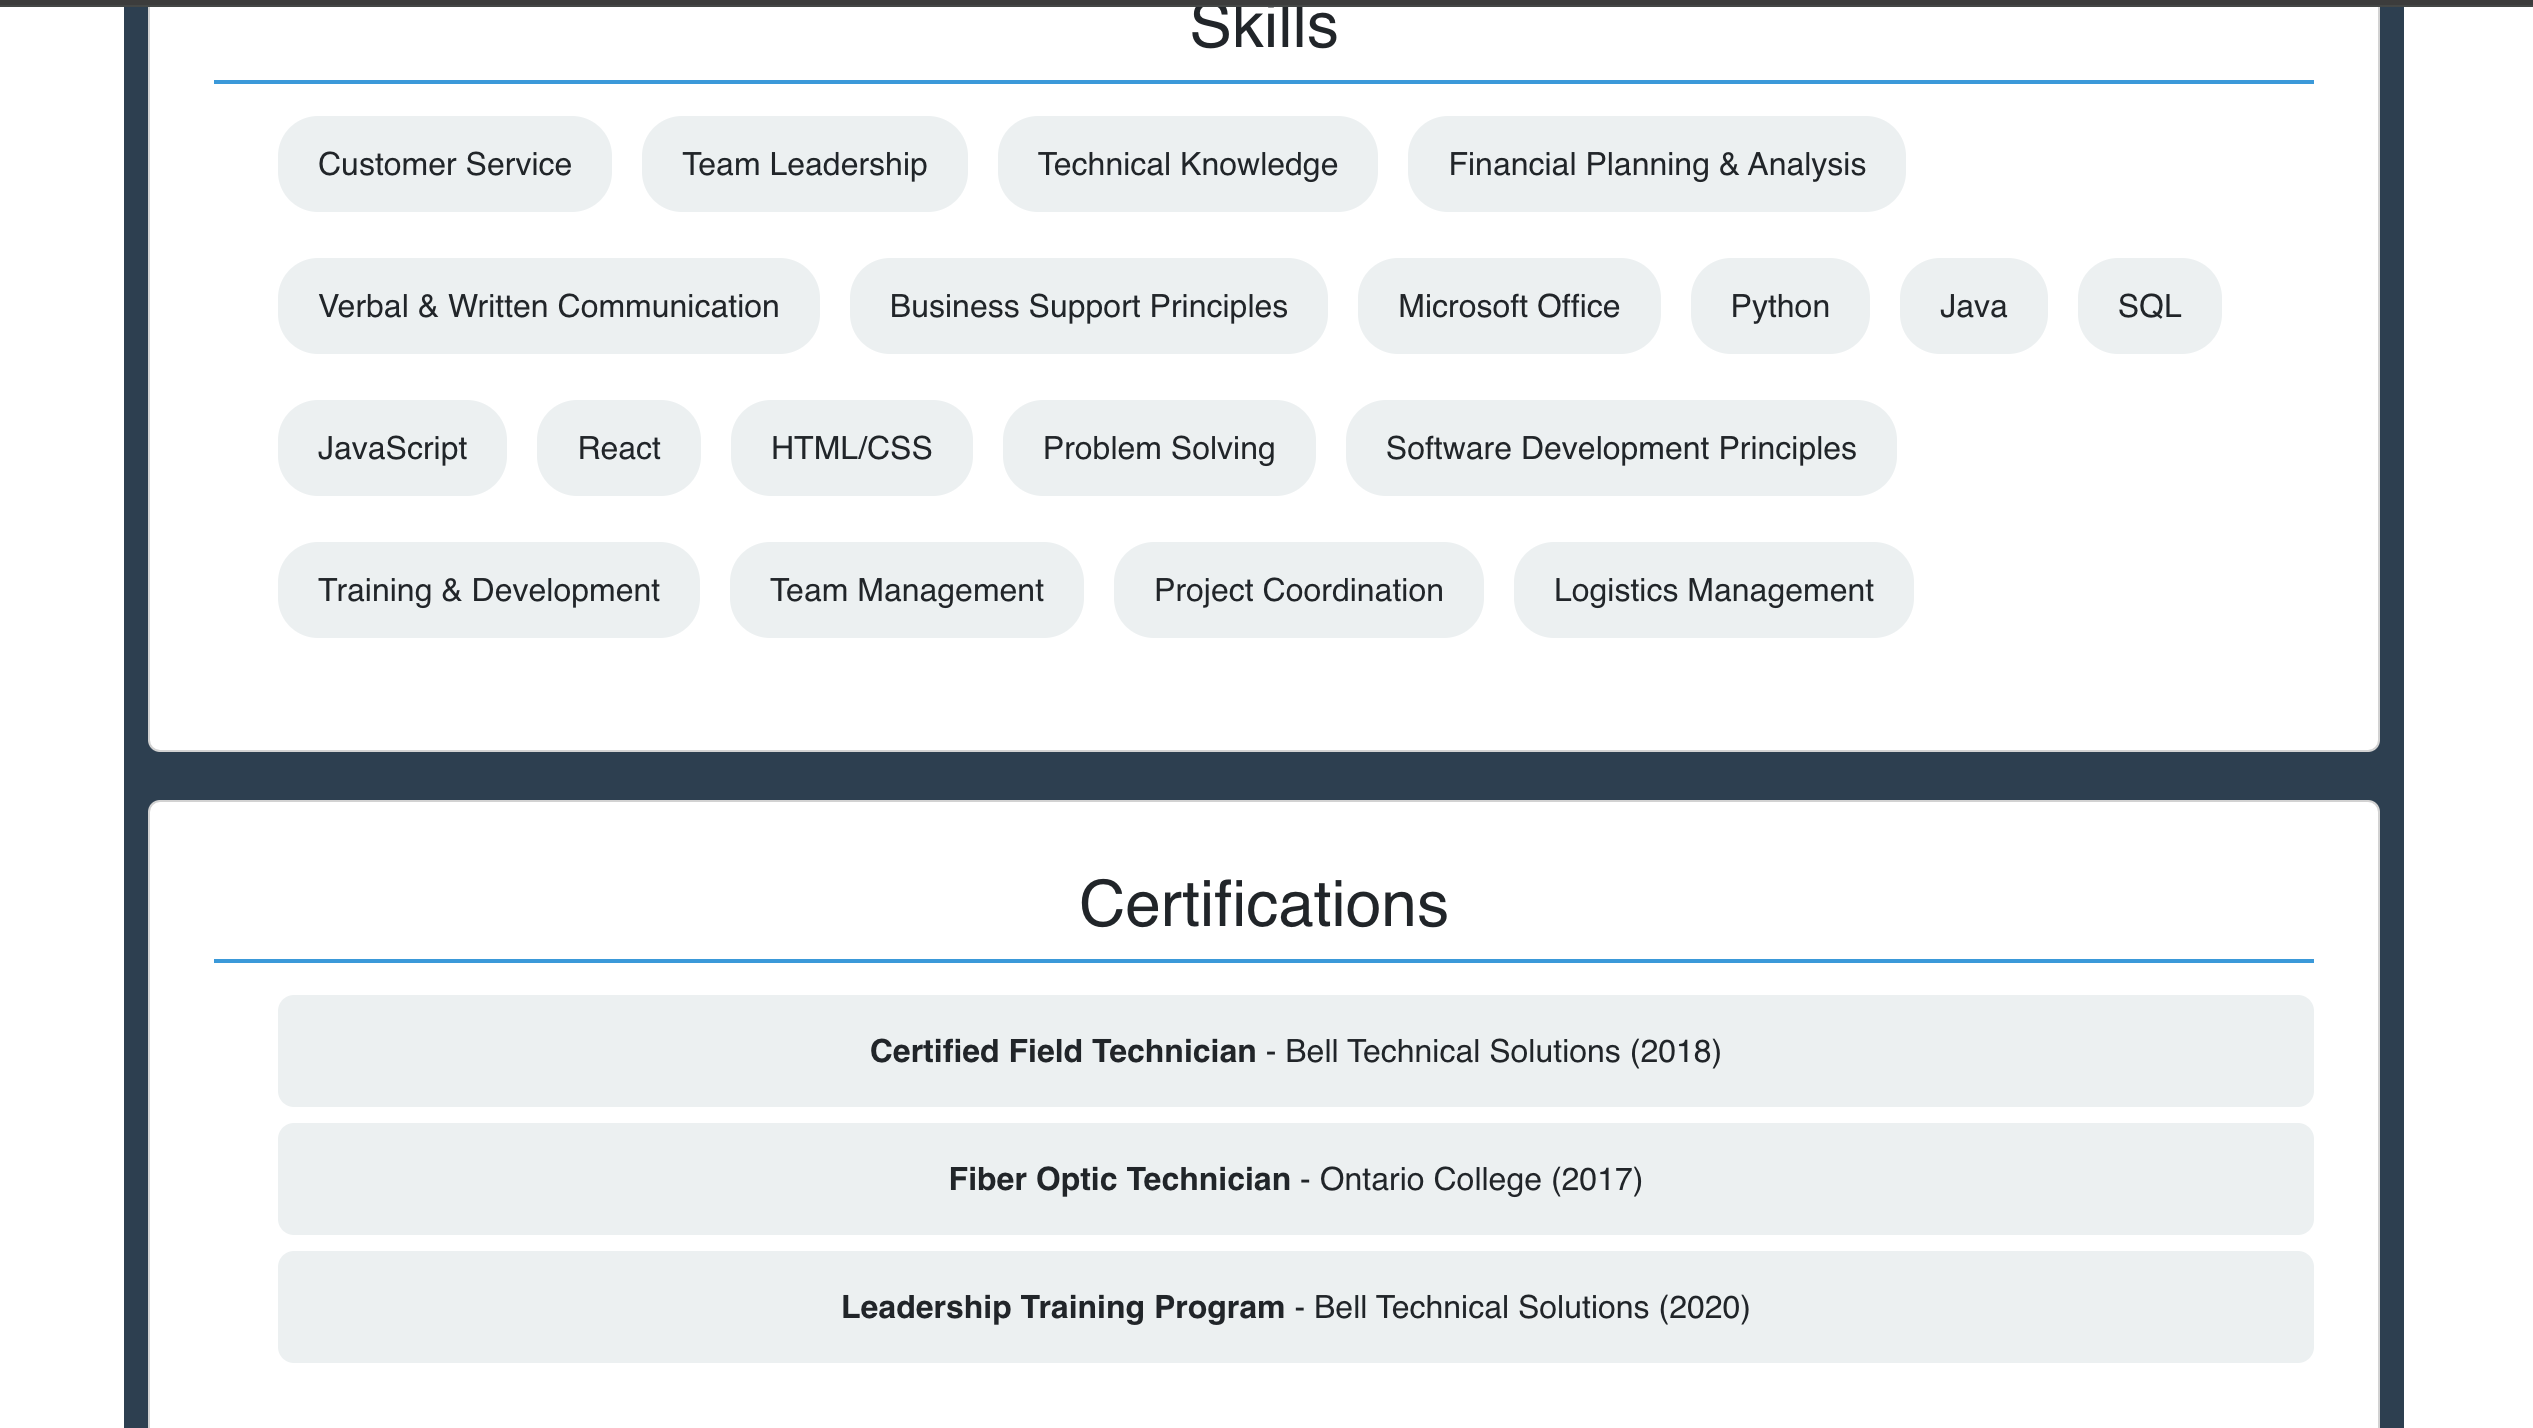 Skills
Customer Service Team Leadership Technical Knowledge Financial Planning & Analysis
Verbal & Written Communication Business Support Principles Microsoft Office Python Java SQL
JavaScript React HTML/CSS Problem Solving Software Development Principles
Training & Development Team Management Project Coordination Logistics Management
Certifications
Certified Field Technician - Bell Technical Solutions (2018)
Fiber Optic Technician - Ontario College (2017)
Leadership Training Program - Bell Technical Solutions (2020)